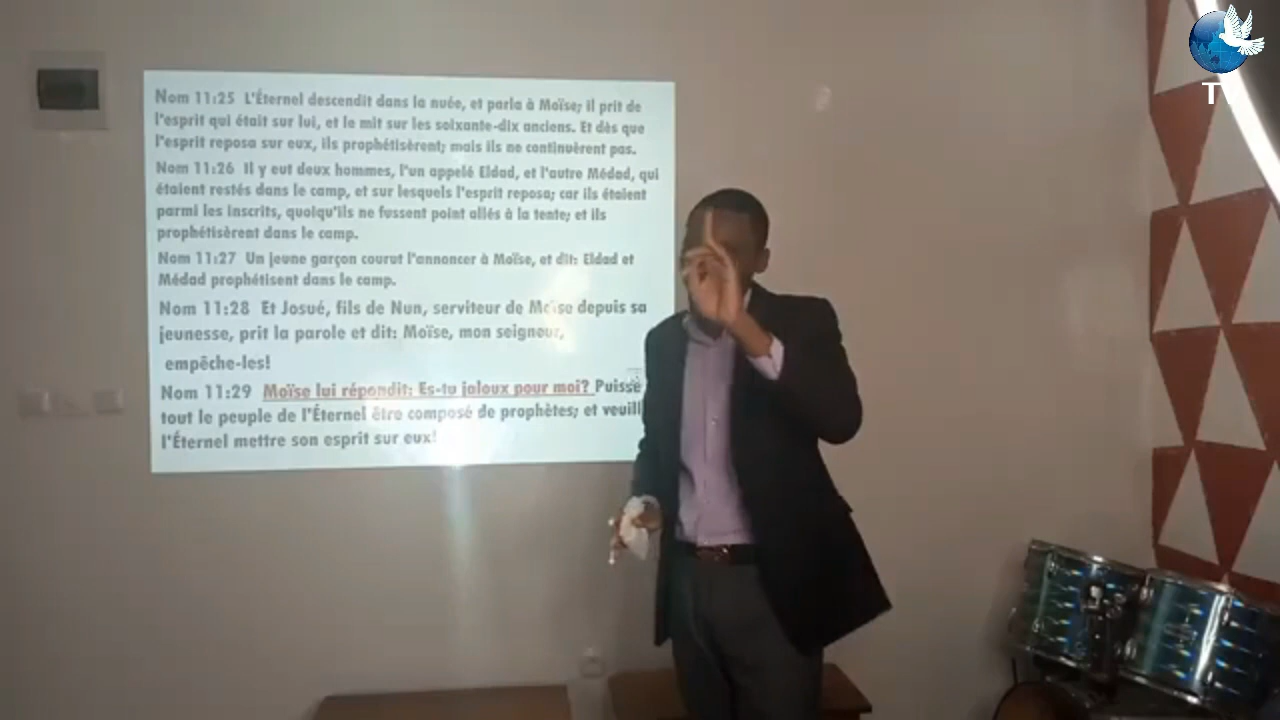 Nom 11:25 L'Éternel descendit dans la nuée, et parla à Moïse; il prit de
l'esprit qui était sur lui, et le mit sur les soixante-dix anciens. Et dès que
l'esprit reposa sur eux, ils prophétisèrent; mais ils ne continuèrent pas.
Nom 11:26 Il y eut deux hommes, l'un appelé Eldad, et l'autre Médad, qui
étaient restés dans le camp, et sur lesquels l'esprit reposa; car ils étaient
parmi les inscrits, quoiqu'ils ne fussent point allés à la tente; et ils
prophétisèrent dans le camp.
Nom 11:27 Un jeune garçon courut l'annoncer à Moïse, et dit: Eldad et
Médad prophétisent dans le camp.
Nom 11:28 Et Josué, fils de Nun, serviteur de Moïse depuis sa
jeunesse, prit la parole et dit: Moïse, mon seigneur,
empêche-les!
Nom 11:29 Moïse lui répondit: Es-tu jaloux pour moi? Puisse
tout le peuple de l'Éternel être composé de prophètes; et veuill
l'Éternel mettre son esprit sur eux!